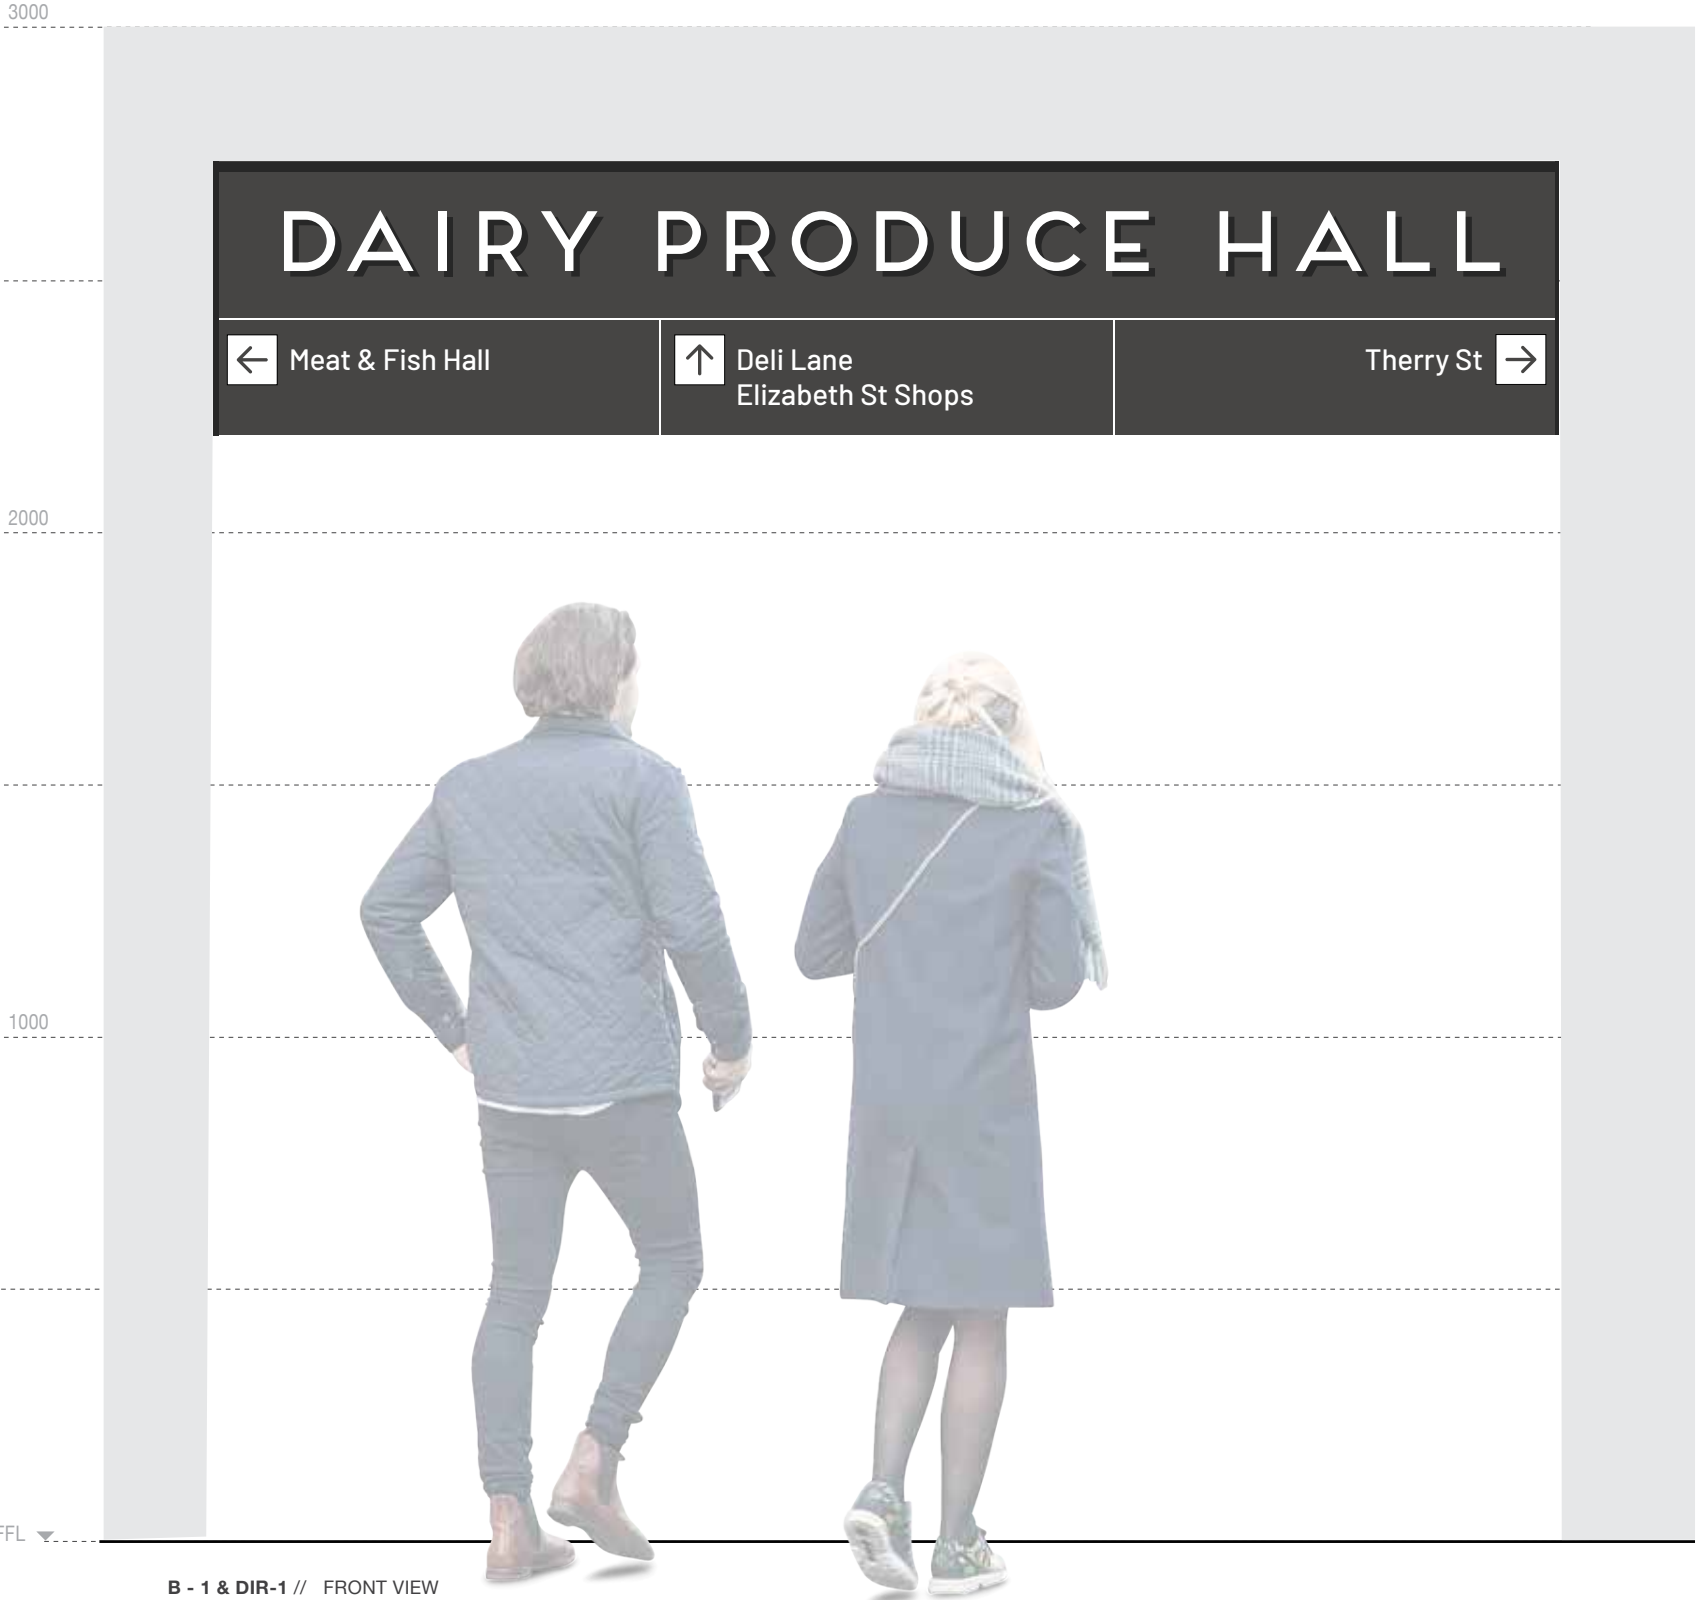 3000
DAIRY PRODUCE HALL
Meat & Fish Hall
Deli Lane
Elizabeth St Shops
Therry St
2000
1000
FFL
B - 1 & DIR-1 // FRONT VIEW